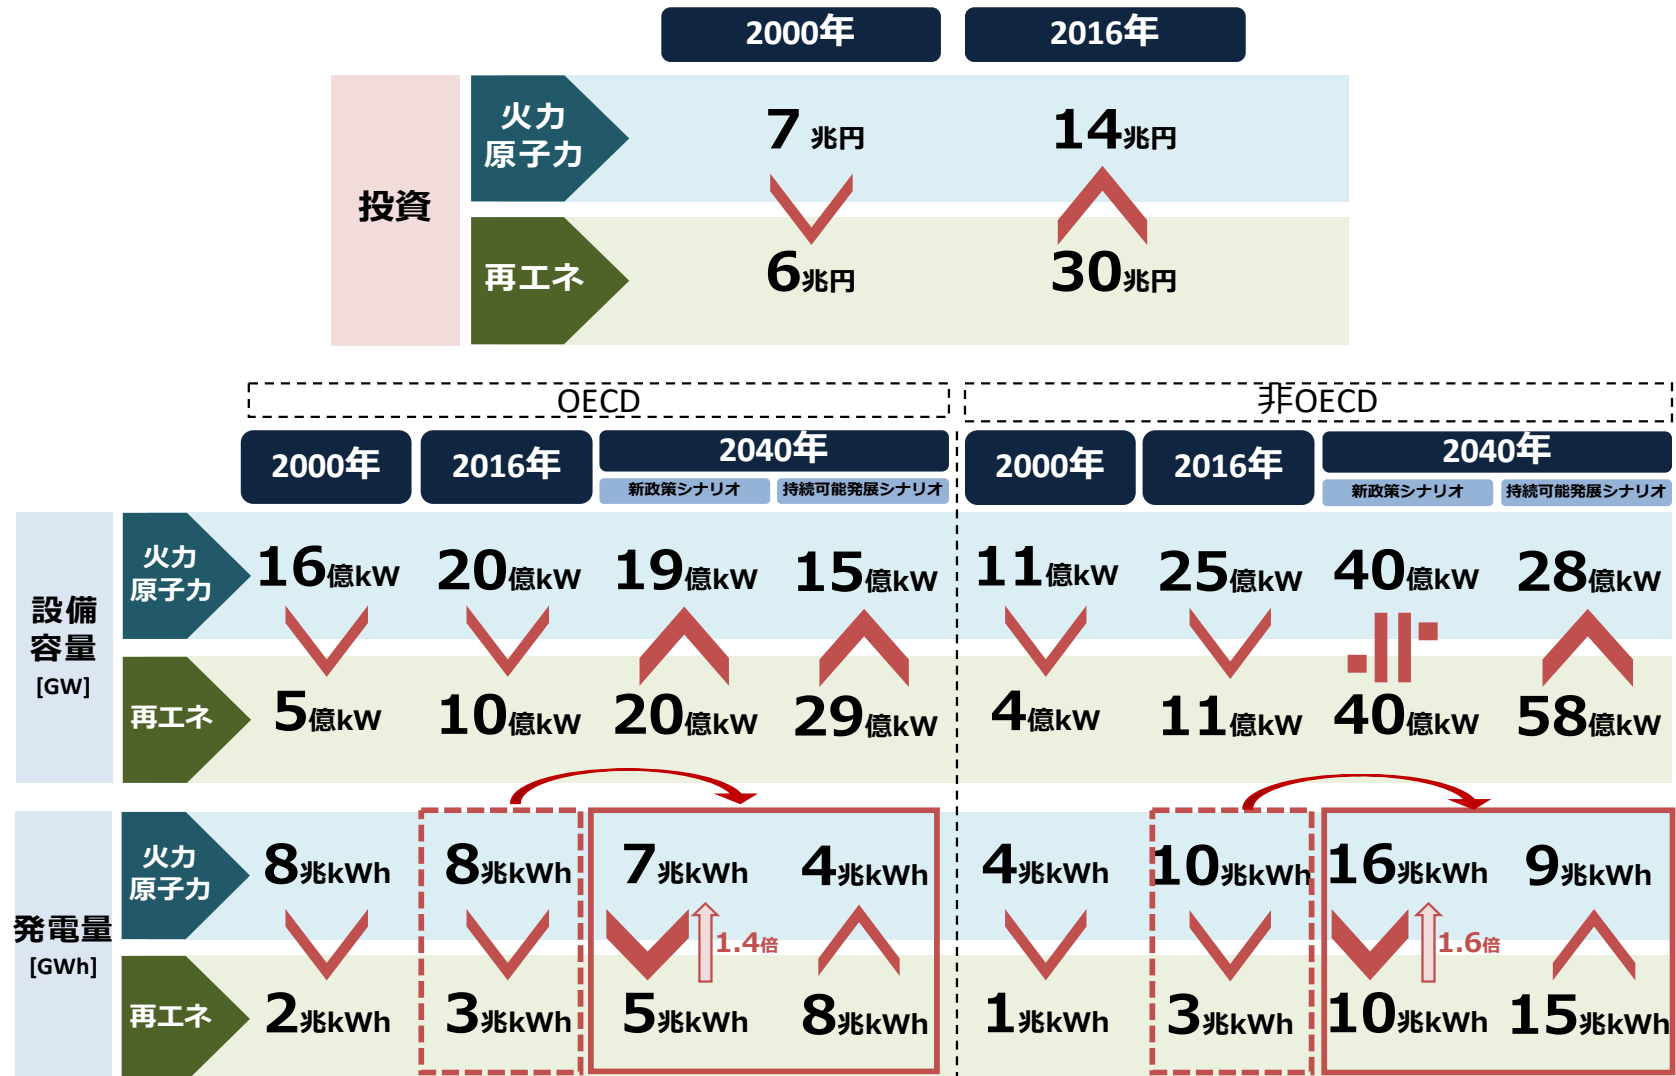 2000年 2016年
投資
火力
原子力
7 兆円 14兆円
再エネ
6兆円 30兆円
OECD 非OECD
2000年 2016年 2040年 2000年 2016年 2040年
新政策シナリオ 持続可能発展シナリオ 新政策シナリオ 持続可能発展シナリオ
設備
容量
[GW]
火力
原子力
16億kW 20億kW 19億kW 15億kW 11億kW 25億kW 40億kW 28億kW
再エネ
5億kW 10億kW 20億kW 29億kW 4億kW 11億kW 40億kW 58億kW
発電量
[GWh]
火力
原子力
8兆kWh 8兆kWh 7兆kWh 4兆kWh 4兆kWh 10兆kWh 16兆kWh 9兆kWh
1.4倍 1.6倍
再エネ
2兆kWh 3兆kWh 5兆kWh 8兆kWh 1兆kWh 3兆kWh 10兆kWh 15兆kWh